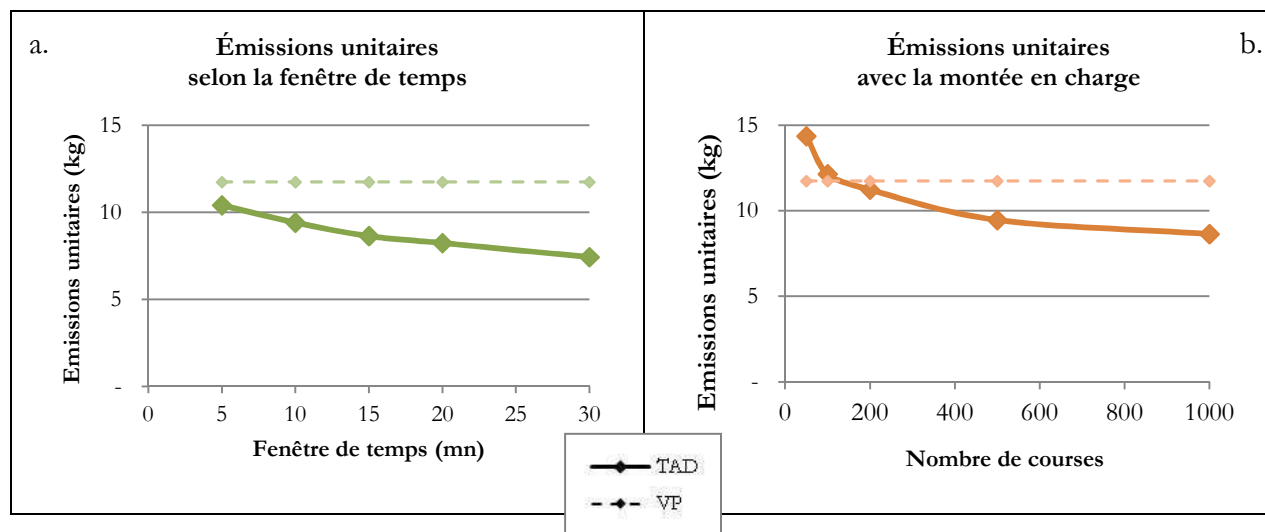 a.
Émissions unitaires
selon la fenêtre de temps
Emissions unitaires (kg)
15
10
5
-
0 5 10 15 20 25 30
Fenêtre de temps (mn)
b.
Émissions unitaires
avec la montée en charge
Emissions unitaires (kg)
15
10
5
-
0 200 400 600 800 1000
Nombre de courses
TAD
VP